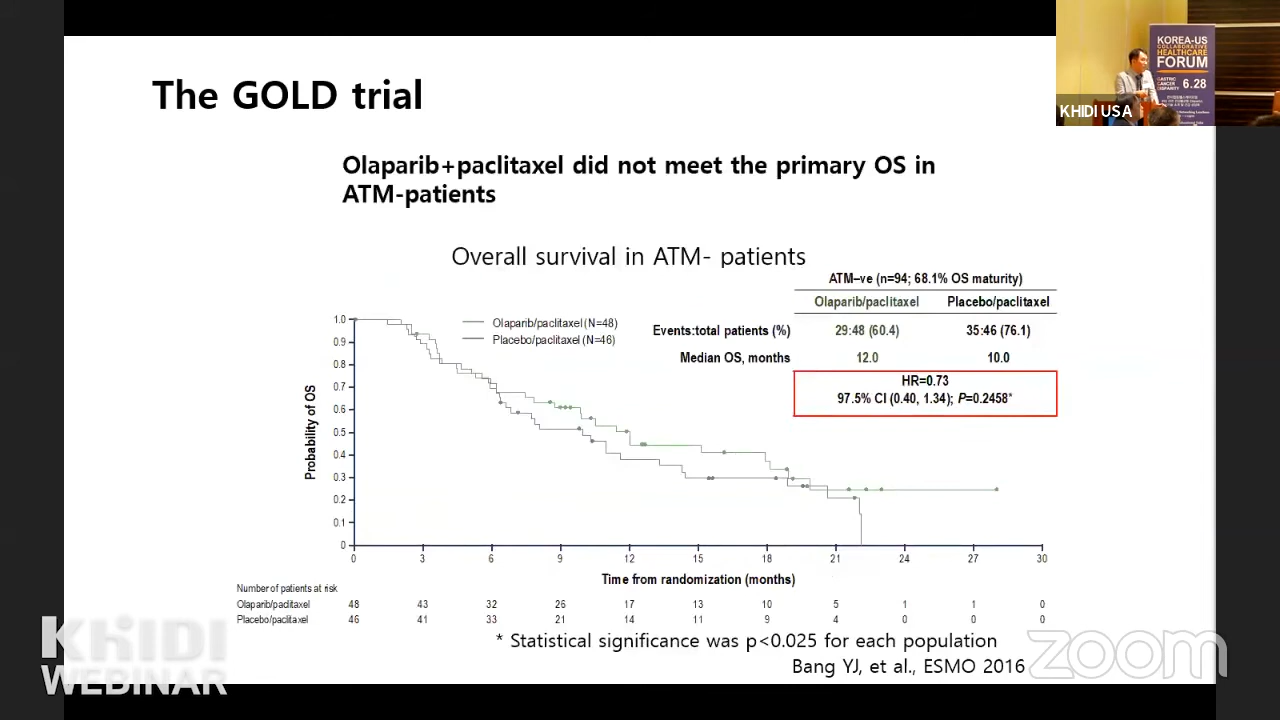 The GOLD trial
KOREA-US
COLLABORATIVE
HEALTHCARE
FORUM
GASTRIC
CANCER
DISPARITY
6.28
KHIDI USA
Olaparib+paclitaxel did not meet the primary OS in
ATM-patients
Overall survival in ATM- patients
ATM–ve (n=94; 68.1% OS maturity)
Olaparib/paclitaxel Placebo/paclitaxel
Events:total patients (%) 29:48 (60.4) 35:46 (76.1)
Median OS, months 12.0 10.0
HR=0.73
97.5% CI (0.40, 1.34); P=0.2458*
Olaparib/paclitaxel (N=48)
Placebo/paclitaxel (N=46)
Probability of OS
1.0
0.9
0.8
0.7
0.6
0.5
0.4
0.3
0.2
0.1
0
0 3 6 9 12 15 18 21 24 27 30
Time from randomization (months)
Number of patients at risk
Olaparib/paclitaxel 48 43 32 26 17 13 10 5 1 1 0
Placebo/paclitaxel 46 41 33 21 14 11 9 4 0 0 0
* Statistical significance was p<0.025 for each population
Bang YJ, et al., ESMO 2016
KHIDI
WEBINAR
zoom